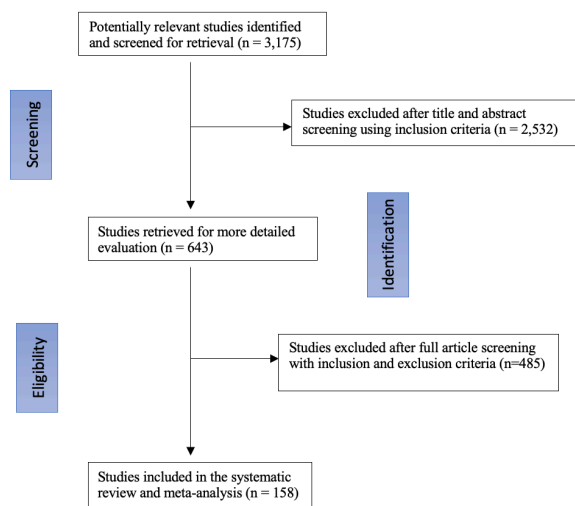 Potentially relevant studies identified
and screened for retrieval (n = 3,175)
Screening
Studies excluded after title and abstract
screening using inclusion criteria (n = 2,532)
Studies retrieved for more detailed
evaluation (n = 643)
Identification
Eligibility
Studies excluded after full article screening
with inclusion and exclusion criteria (n=485)
Studies included in the systematic
review and meta-analysis (n = 158)